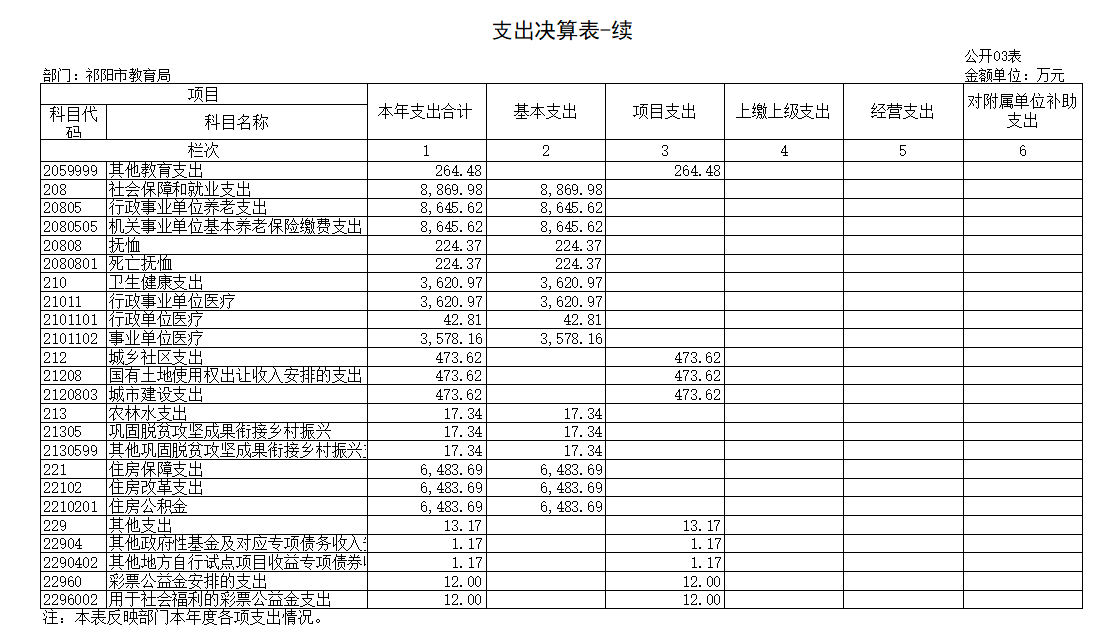 支出决算表-续
公开03表
部门：祁阳市教育局 金额单位：万元
项目 本年支出合计 基本支出 项目支出 上缴上级支出 经营支出 对附属单位补助支出
科目代码 科目名称
栏次 1 2 3 4 5 6
2059999 其他教育支出 264.48 264.48
208 社会保障和就业支出 8,869.98 8,869.98
20805 行政事业单位养老支出 8,645.62 8,645.62
2080505 机关事业单位基本养老保险缴费支出 8,645.62 8,645.62
20808 抚恤 224.37 224.37
2080801 死亡抚恤 224.37 224.37
210 卫生健康支出 3,620.97 3,620.97
21011 行政事业单位医疗 3,620.97 3,620.97
2101101 行政单位医疗 42.81 42.81
2101102 事业单位医疗 3,578.16 3,578.16
212 城乡社区支出 473.62 473.62
21208 国有土地使用权出让收入安排的支出 473.62 473.62
2120803 城市建设支出 473.62 473.62
213 农林水支出 17.34 17.34
21305 巩固脱贫攻坚成果衔接乡村振兴 17.34 17.34
2130599 其他巩固脱贫攻坚成果衔接乡村振兴 17.34 17.34
221 住房保障支出 6,483.69 6,483.69
22102 住房改革支出 6,483.69 6,483.69
2210201 住房公积金 6,483.69 6,483.69
229 其他支出 13.17 13.17
22904 其他政府性基金及对应专项债务收入 1.17 1.17
2290402 其他地方自行试点项目收益专项债券 1.17 1.17
22960 彩票公益金安排的支出 12.00 12.00
2296002 用于社会福利的彩票公益金支出 12.00 12.00
注：本表反映部门本年度各项支出情况。